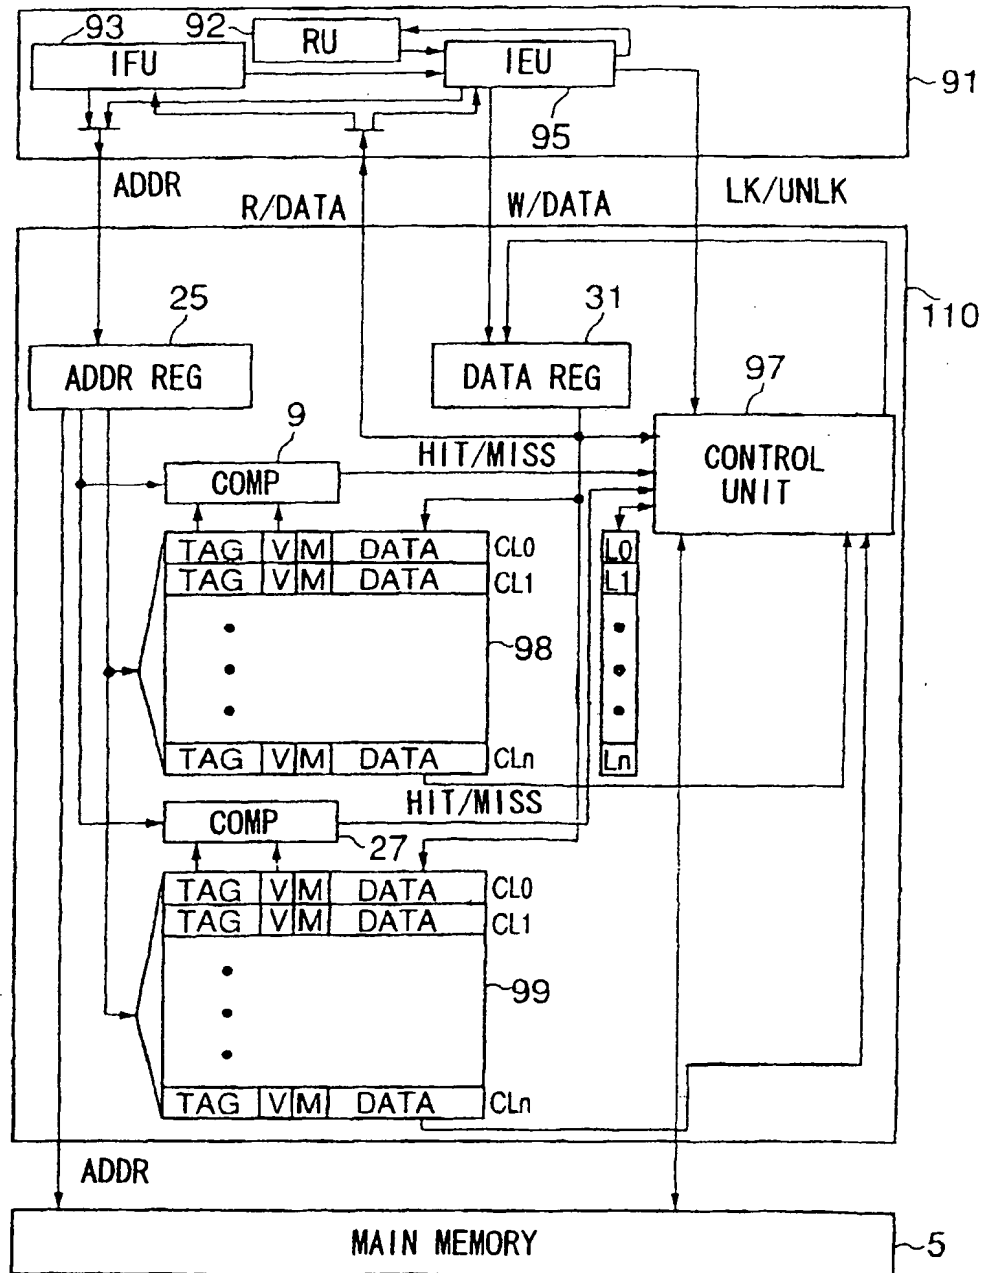 93
92
RU
IFU
IEU
91
95
ADDR
R/DATA
W/DATA
LK/UNLK
25
31
110
ADDR REG
DATA REG
97
9
HIT/MISS
CONTROL UNIT
COMP
TAG V M DATA CL0
L0
TAG V M DATA CL1
L1
98
TAG V M DATA CLn
Ln
HIT/MISS
COMP
27
TAG V M DATA CL0
TAG V M DATA CL1
99
TAG V M DATA CLn
ADDR
MAIN MEMORY
5